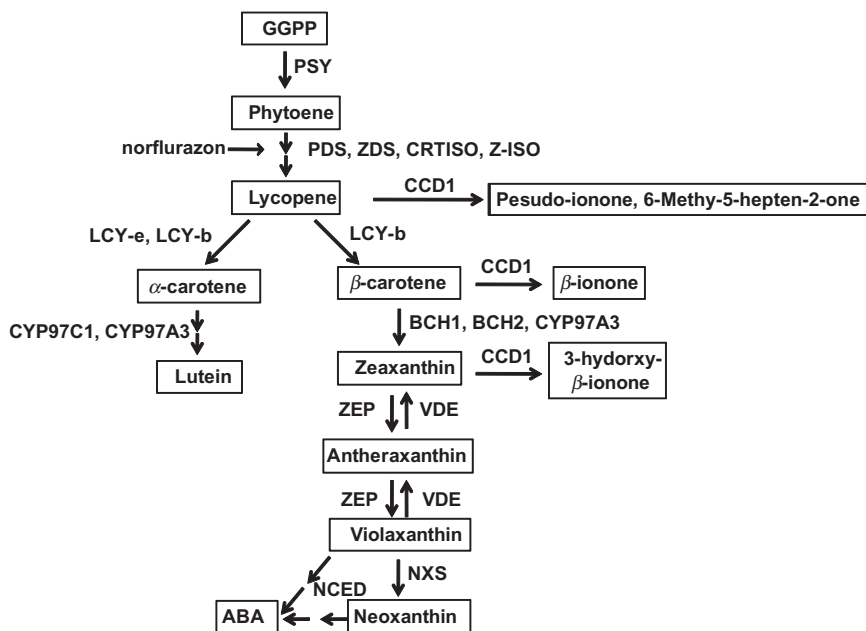 GGPP
PSY
Phytoene
norflurazon
PDS, ZDS, CRTISO, Z-ISO
Lycopene
CCD1
Pesudo-ionone, 6-Methy-5-hepten-2-one
LCY-e, LCY-b
LCY-b
α-carotene
β-carotene
CCD1
β-ionone
CYP97C1, CYP97A3
BCH1, BCH2, CYP97A3
Lutein
Zeaxanthin
CCD1
3-hydorxy-
β-ionone
ZEP
VDE
Antheraxanthin
ZEP
VDE
Violaxanthin
NCED
NXS
ABA
Neoxanthin